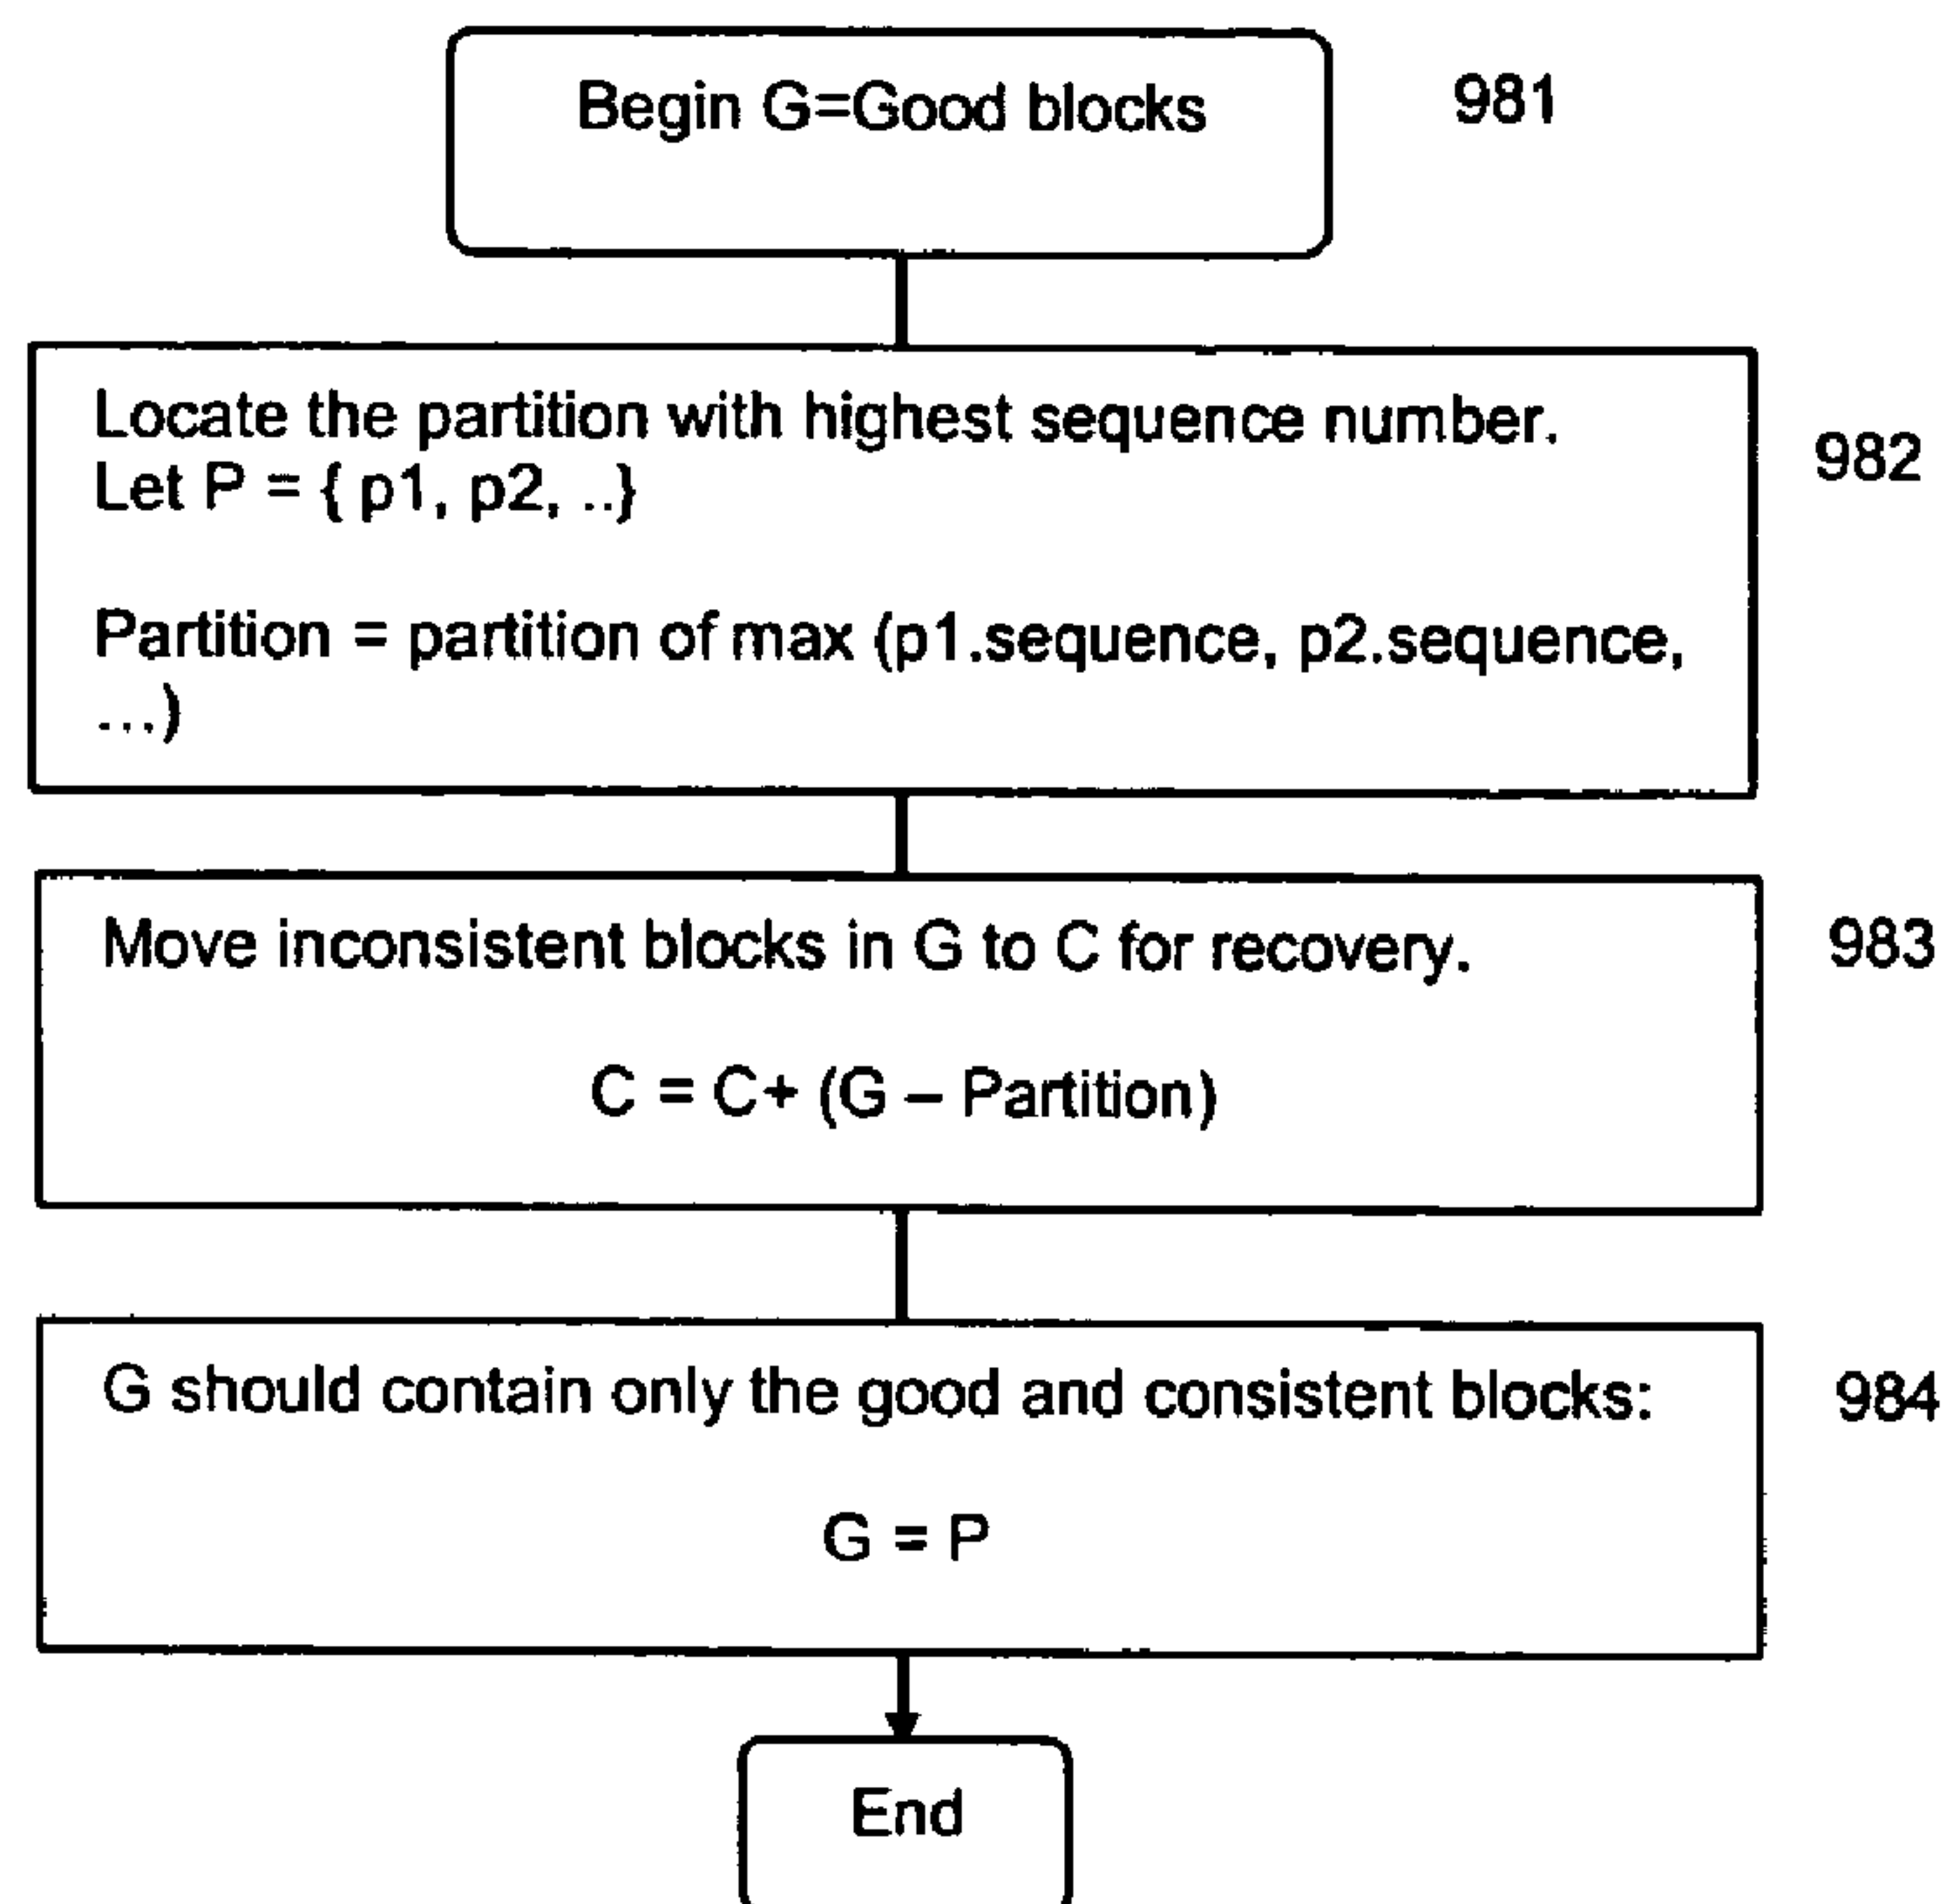 Begin G=Good blocks
981
Locate the partition with highest sequence number.
Let P = { p1, p2, ..}
982
Partition = partition of max (p1.sequence, p2.sequence,
...)
Move inconsistent blocks in G to C for recovery.
983
C = C+ (G – Partition)
G should contain only the good and consistent blocks:
984
G = P
End